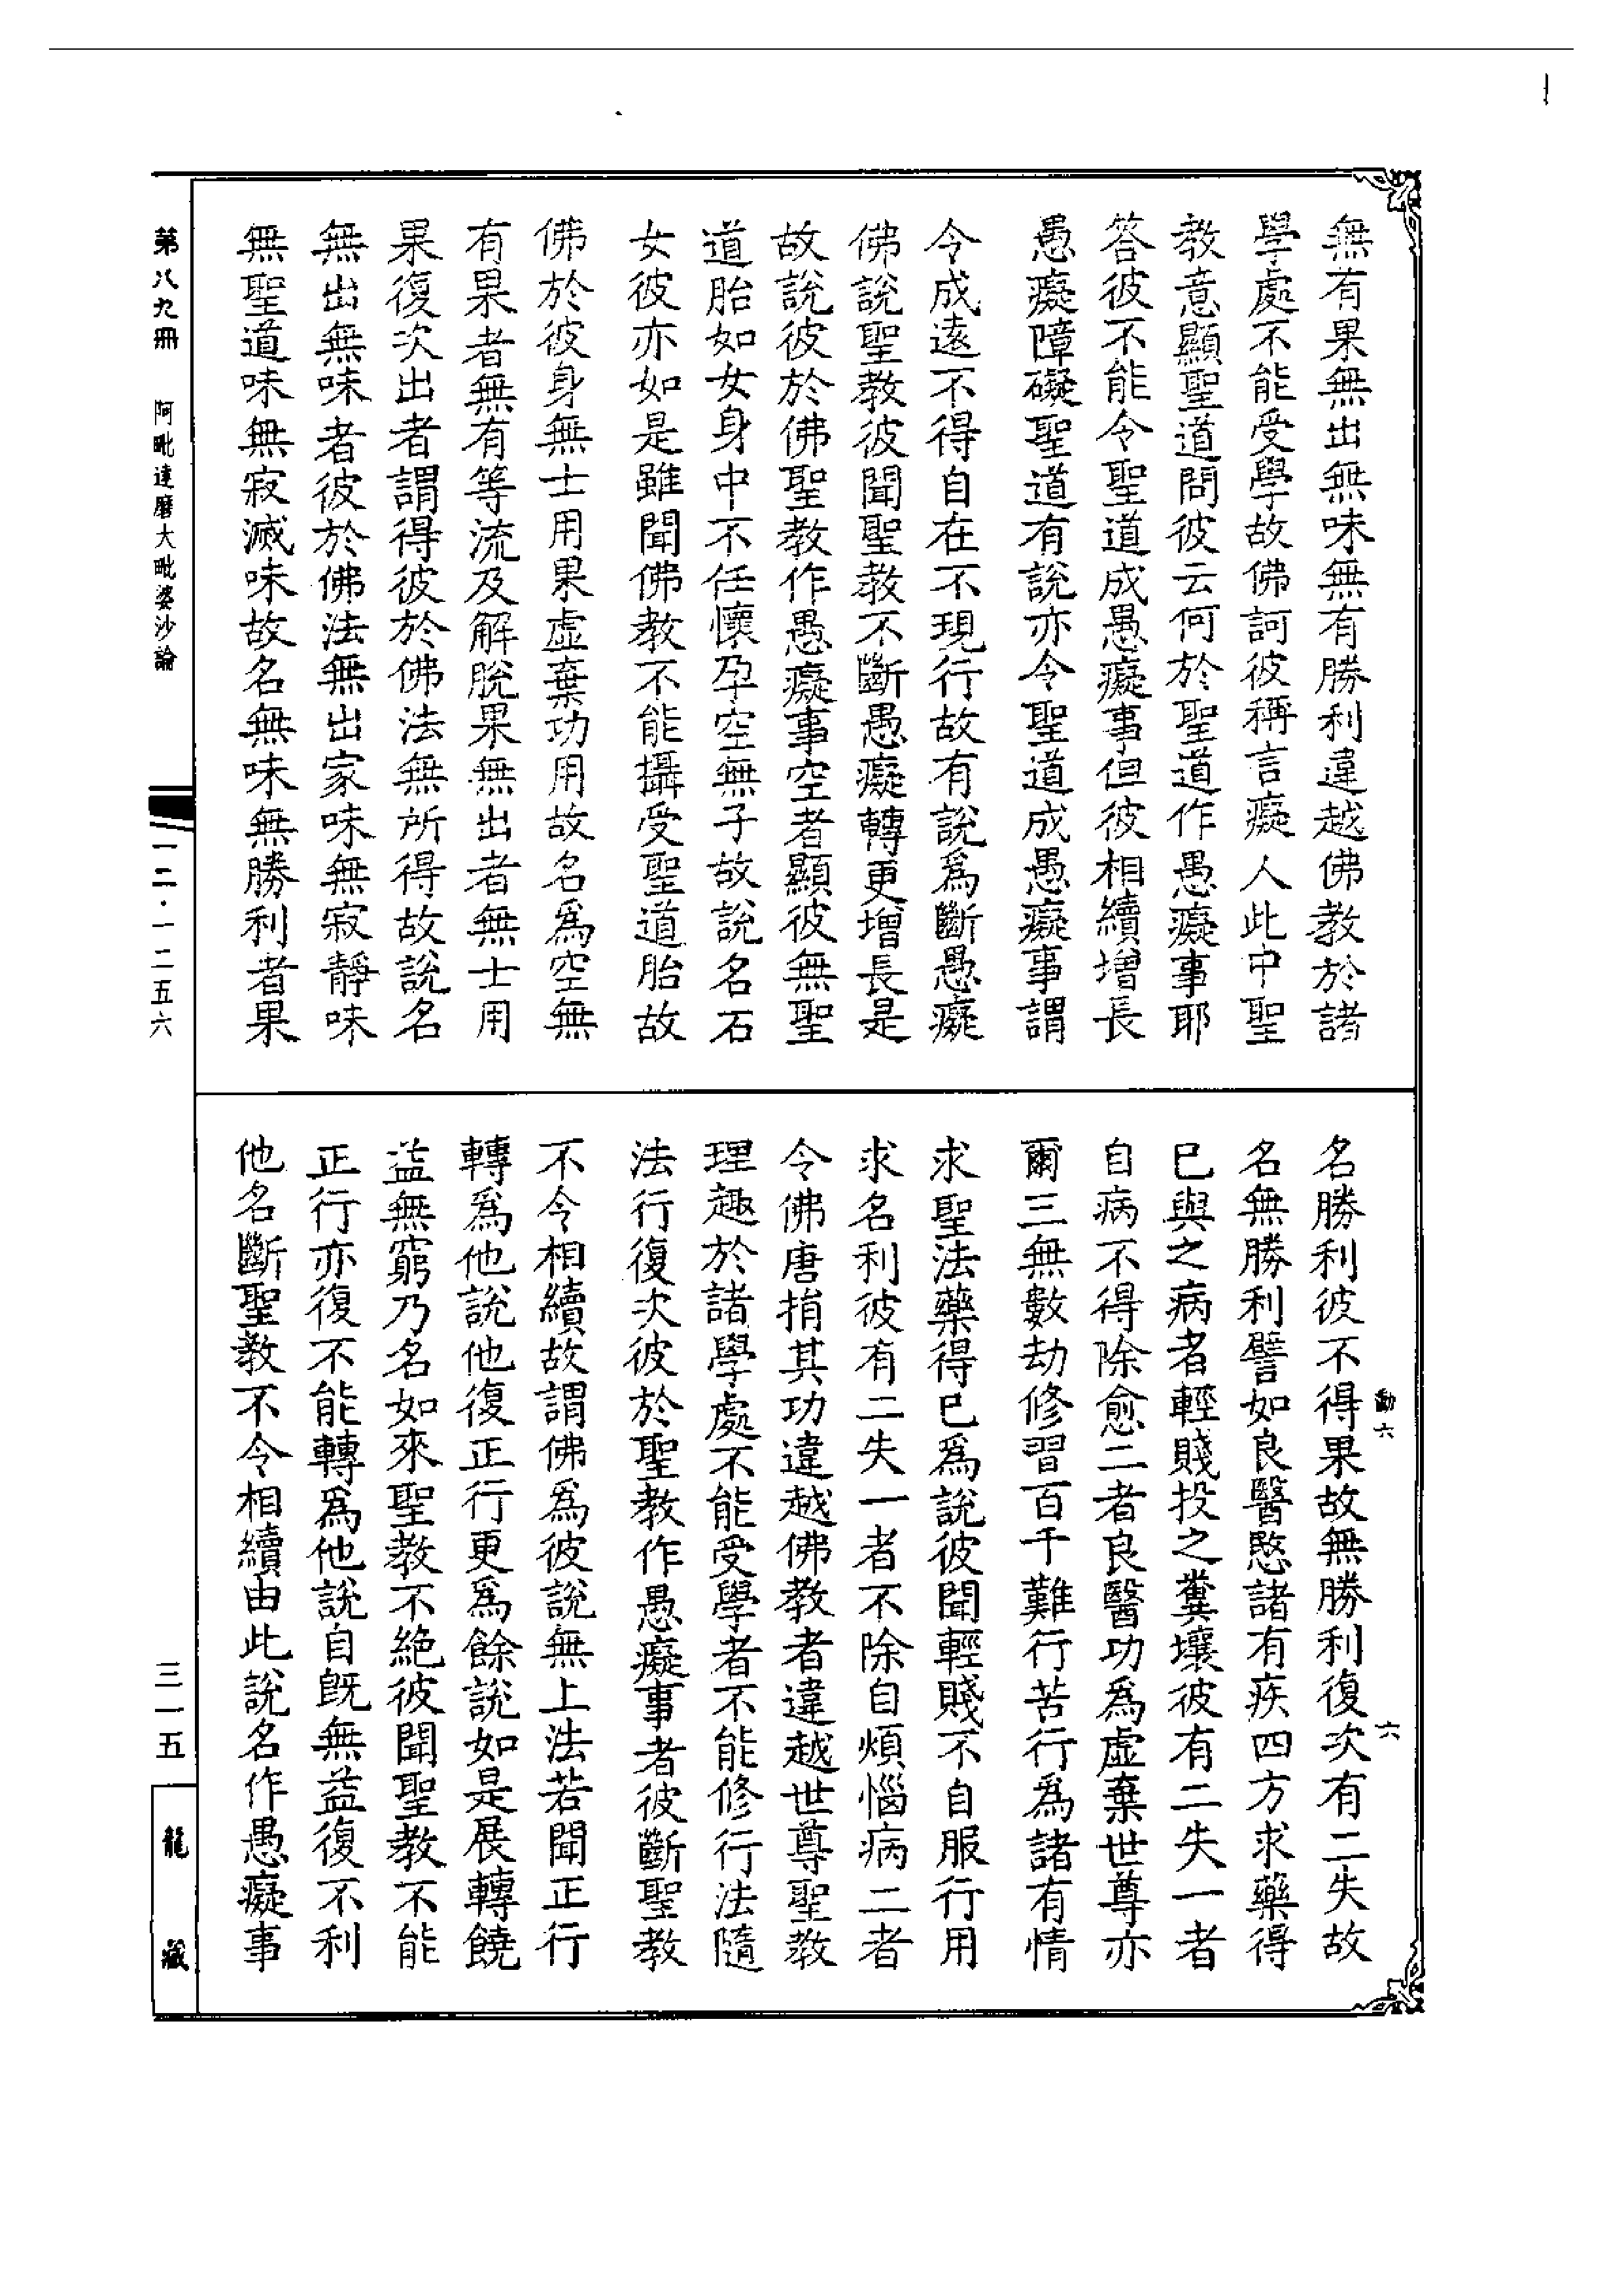 無有果無出無味無有勝利違越佛教於諸
學處不能受學故佛訶彼稱言癡人此中聖
教意顯聖道問彼云何於聖道作愚癡事耶
答彼不能令聖道成愚癡事但彼相續增長
愚癡障礙聖道有說亦令聖道成愚癡事謂
令成遠不得自在不現行故有說爲斷愚癡
佛說聖教彼聞聖教不斷愚癡轉更增長是
故說彼於佛聖教作愚癡事空者顯彼無聖
道胎如女身中不任懷孕空無子故說名石
女彼亦如是雖聞佛教不能攝受聖道胎故
佛於彼身無士用果虛棄功用故名爲空無
有果者無有等流及解脫果無出者無士用
果復次出者謂得彼於佛法無所得故說名
無出無味者彼於佛法無出家味無寂靜味
無聖道味無寂滅味故名無味無勝利者果
名勝利彼不得果故無勝利復次有二失故
名無勝利譬如良醫愍諸有疾四方求藥得
已與之病者輕賤投之糞壤彼有二失一者
自病不得除愈二者良醫功爲虛棄世尊亦
爾三無數劫修習百千難行苦行爲諸有情
求聖法藥得已爲說彼聞輕賤不自服行用
求名利彼有二失一者不除自煩惱病二者
令佛唐捐其功違越佛教者違越世尊聖教
理趣於諸學處不能受學者不能修行法隨
法行復次彼於聖教作愚癡事者彼斷聖教
不令相續故謂佛爲彼說無上法若聞正行
轉爲他說他復正行更爲餘說如是展轉饒
益無窮乃名如來聖教不絕彼聞聖教不能
正行亦復不能轉爲他說自旣無益復不利
他名斷聖教不令相續由此說名作愚癡事
動六
六
第八九冊
阿毗達磨大毗婆沙論
一二·一二五六
三一五
龍藏